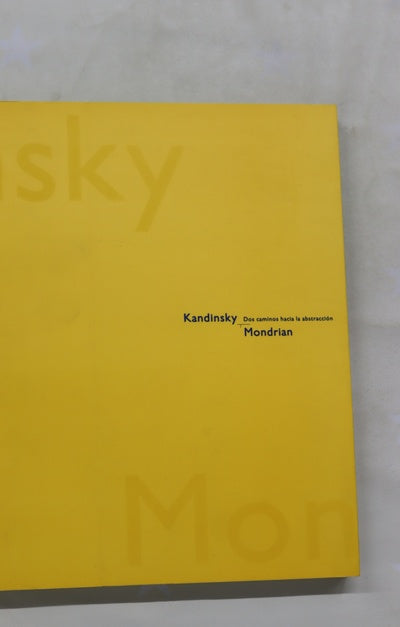 nsky
Kandinsky Dos caminos hacia la abstracción
y
Mondrian
Mon